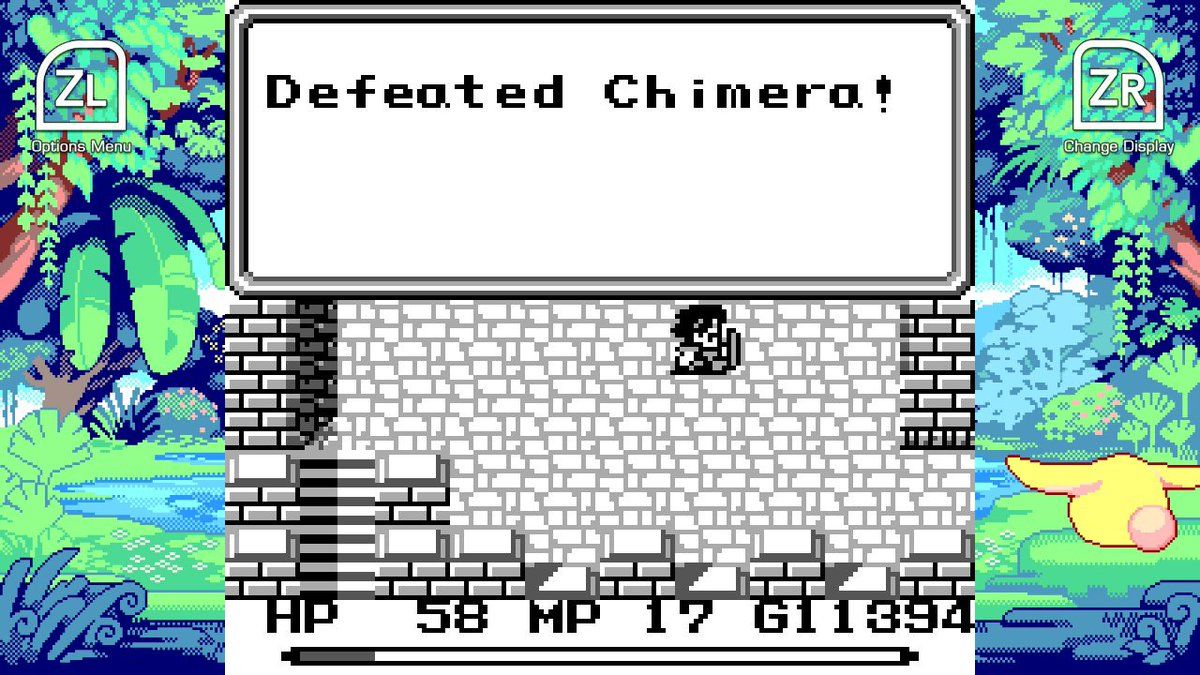 Defeated Chimera!
ZL
Options Menu
ZR
Change Display
HP 58 MP 17 G11394